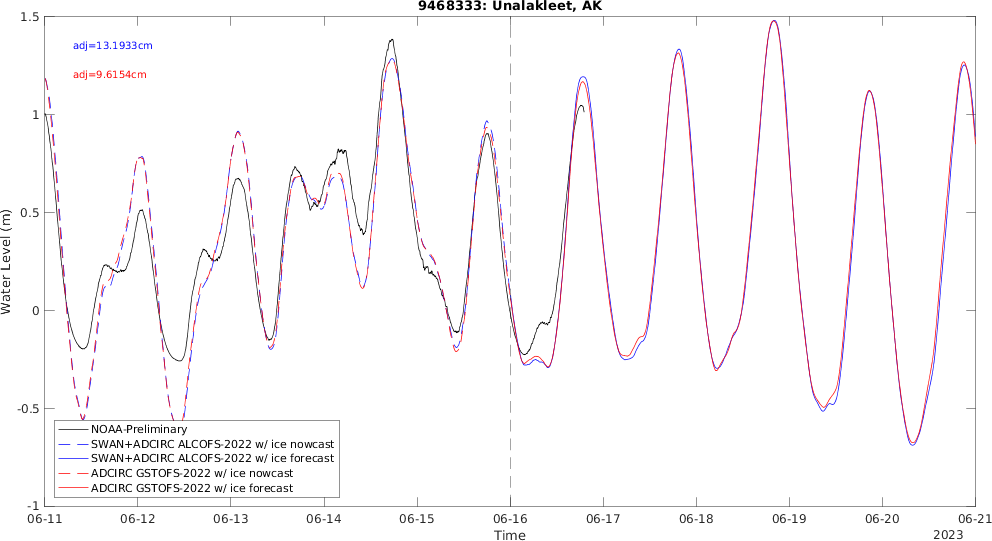 9468333: Unalakleet, AK
adj=13.1933cm
adj=9.6154cm
Water Level (m)
1.5
1
0.5
0
-0.5
-1
NOAA-Preliminary
SWAN+ADCIRC ALCOFS-2022 w/ ice nowcast
SWAN+ADCIRC ALCOFS-2022 w/ ice forecast
ADCIRC GSTOFS-2022 w/ ice nowcast
ADCIRC GSTOFS-2022 w/ ice forecast
06-11 06-12 06-13 06-14 06-15 06-16 06-17 06-18 06-19 06-20 06-21
Time
2023